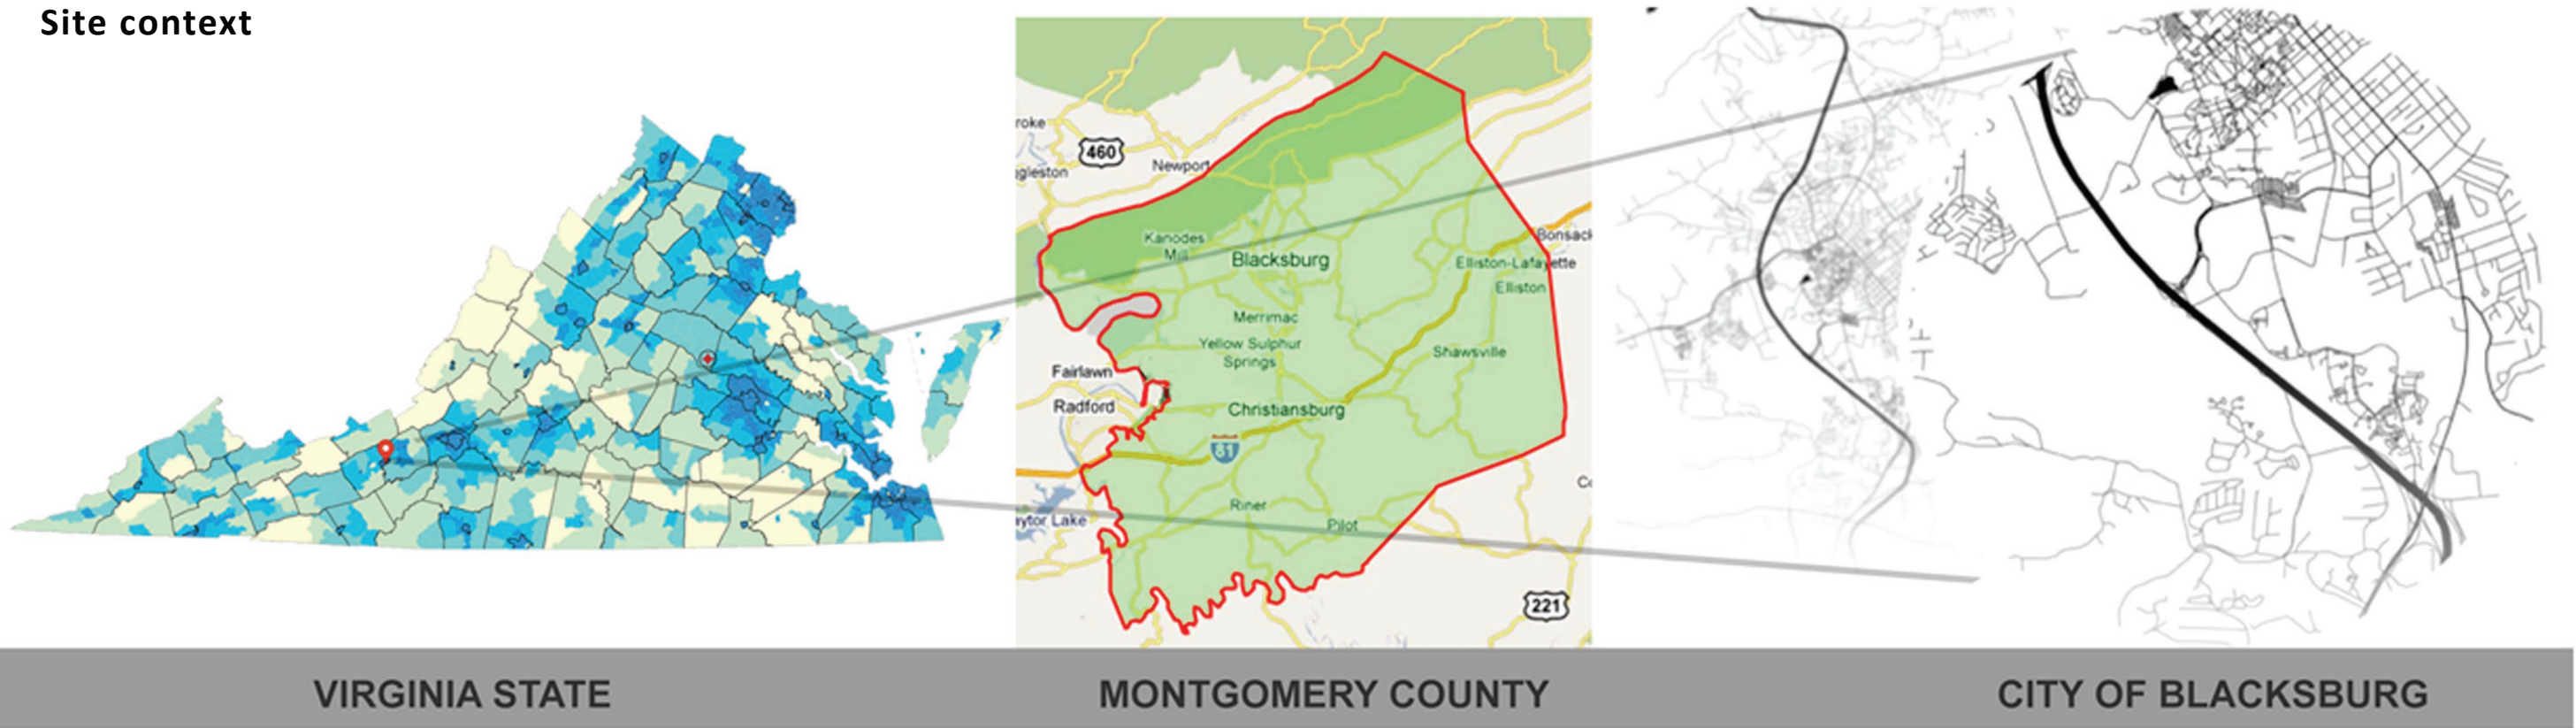 Site context
roke
460
Newport
gleston
Kanodes
Mill
Blacksburg
Bonsack
Elliston-Lafayette
Elliston
Merrimac
Yellow Sulphur
Springs
Shawsville
Fairlawn
Radford
Christiansburg
81
Riner
Pilot
aytor Lake
221
VIRGINIA STATE
MONTGOMERY COUNTY
CITY OF BLACKSBURG